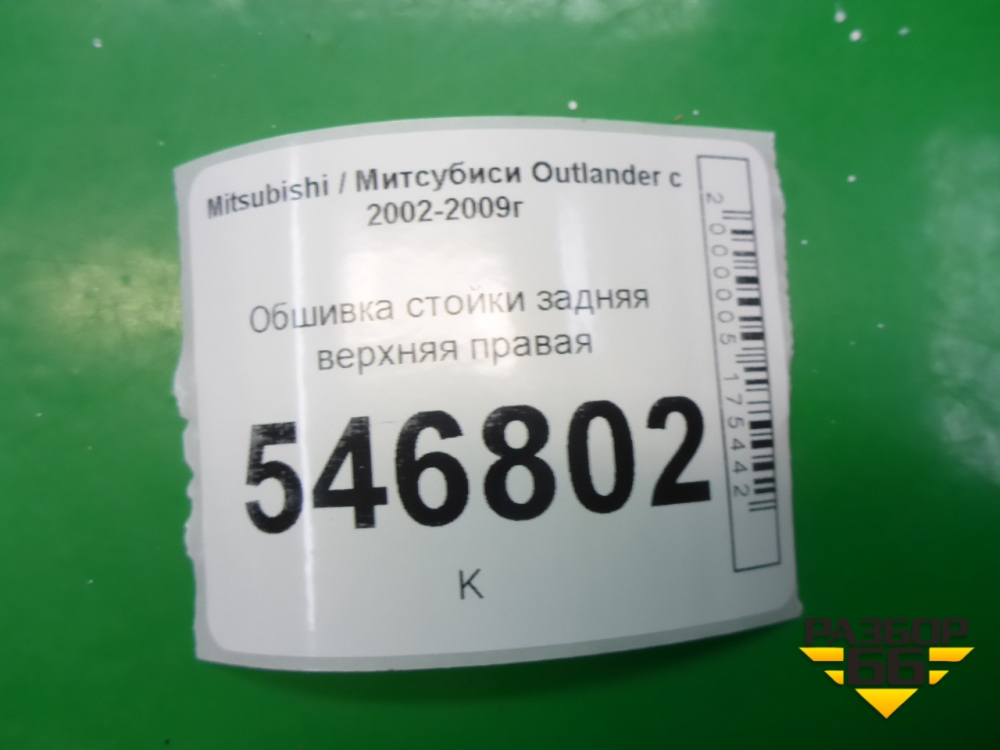 Mitsubishi / Митсубиси Outlander с
2002-2009г
Обшивка стойки задняя
верхняя правая
546802
К
2000005175442
РАЗБОР
66